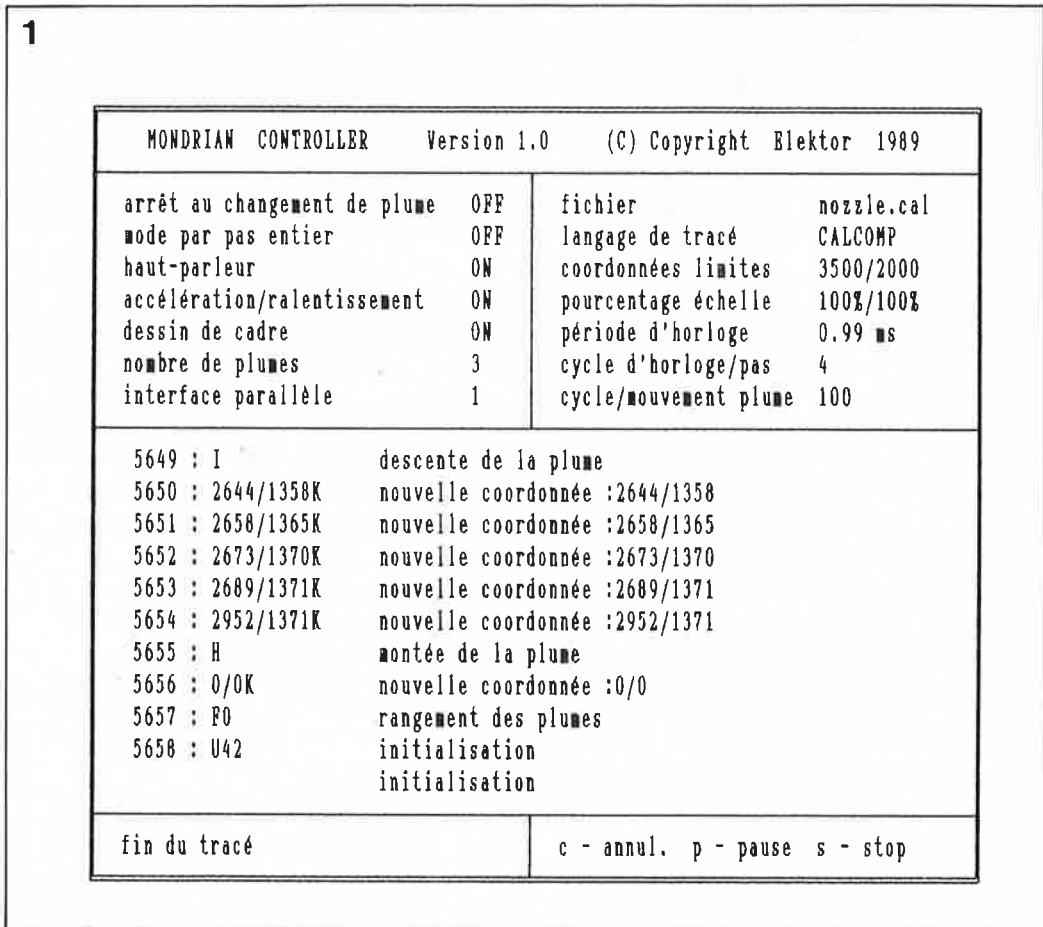 1
MONDRIAN CONTROLLER Version 1.0 (C) Copyright Elektor 1989
arrêt au changement de plume OFF
mode par pas entier OFF
haut-parleur ON
accélération/ralentissement ON
dessin de cadre ON
nombre de plumes 3
interface parallèle 1
fichier nozzle.cal
langage de tracé CALCOMP
coordonnées limites 3500/2000
pourcentage échelle 100%/100%
période d'horloge 0.99 ms
cycle d'horloge/pas 4
cycle/mouvement plume 100
5649 : I descente de la plume
5650 : 2644/1358K nouvelle coordonnée :2644/1358
5651 : 2658/1365K nouvelle coordonnée :2658/1365
5652 : 2673/1370K nouvelle coordonnée :2673/1370
5653 : 2689/1371K nouvelle coordonnée :2689/1371
5654 : 2952/1371K nouvelle coordonnée :2952/1371
5655 : H montée de la plume
5656 : 0/0K nouvelle coordonnée :0/0
5657 : F0 rangement des plumes
5658 : U42 initialisation
initialisation
fin du tracé
c - annul. p - pause s - stop